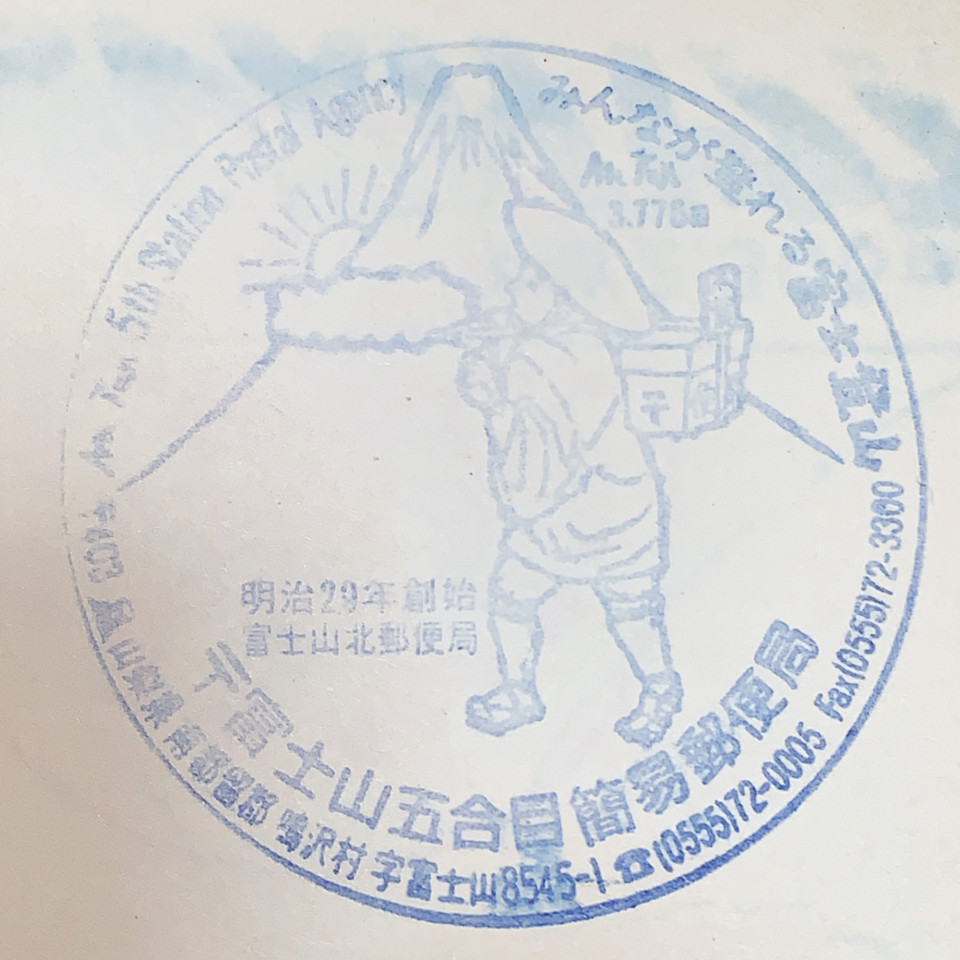 Mt. Fuji 5th Station Postal Agency
みんなが登れる富士
Mt. Fuji
3,776m
〒
明治29年創始
富士山北郵便局
〒富士山五合目簡易郵便局
山梨県 南都留郡 鳴沢村 字富士山8545-1 ☎(0555)72-0005 Fax(0555)72-3300